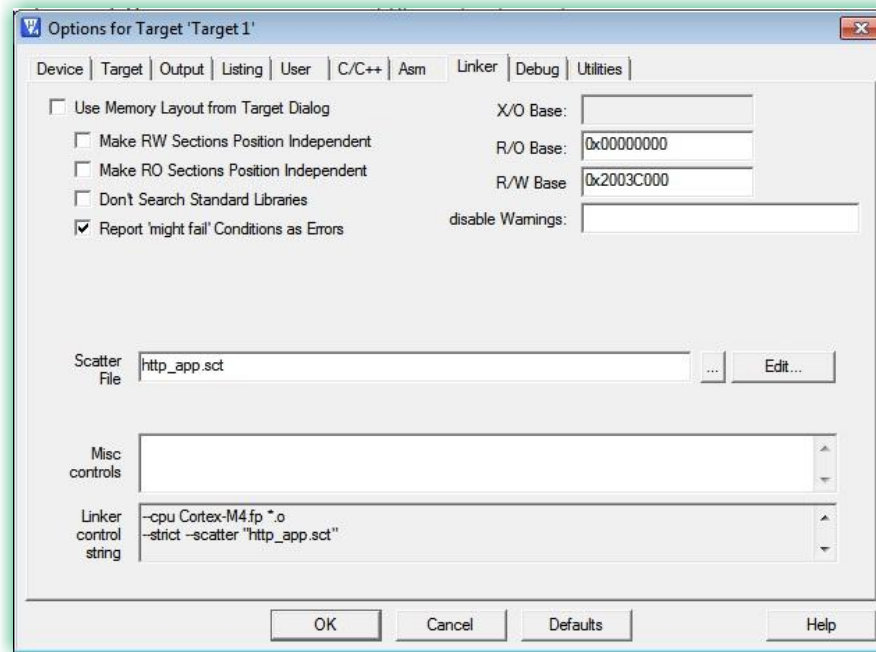 Options for Target 'Target 1'
Device Target Output Listing User C/C++ Asm Linker Debug Utilities
Use Memory Layout from Target Dialog
X/O Base:
Make RW Sections Position Independent
R/O Base: 0x00000000
Make RO Sections Position Independent
R/W Base 0x2003C000
Don't Search Standard Libraries
disable Warnings:
Report 'might fail' Conditions as Errors
Scatter
File
http_app.sct
...
Edit...
Misc
controls
Linker
control
string
--cpu Cortex-M4.fp *.o
--strict --scatter "http_app.sct"
OK Cancel Defaults Help